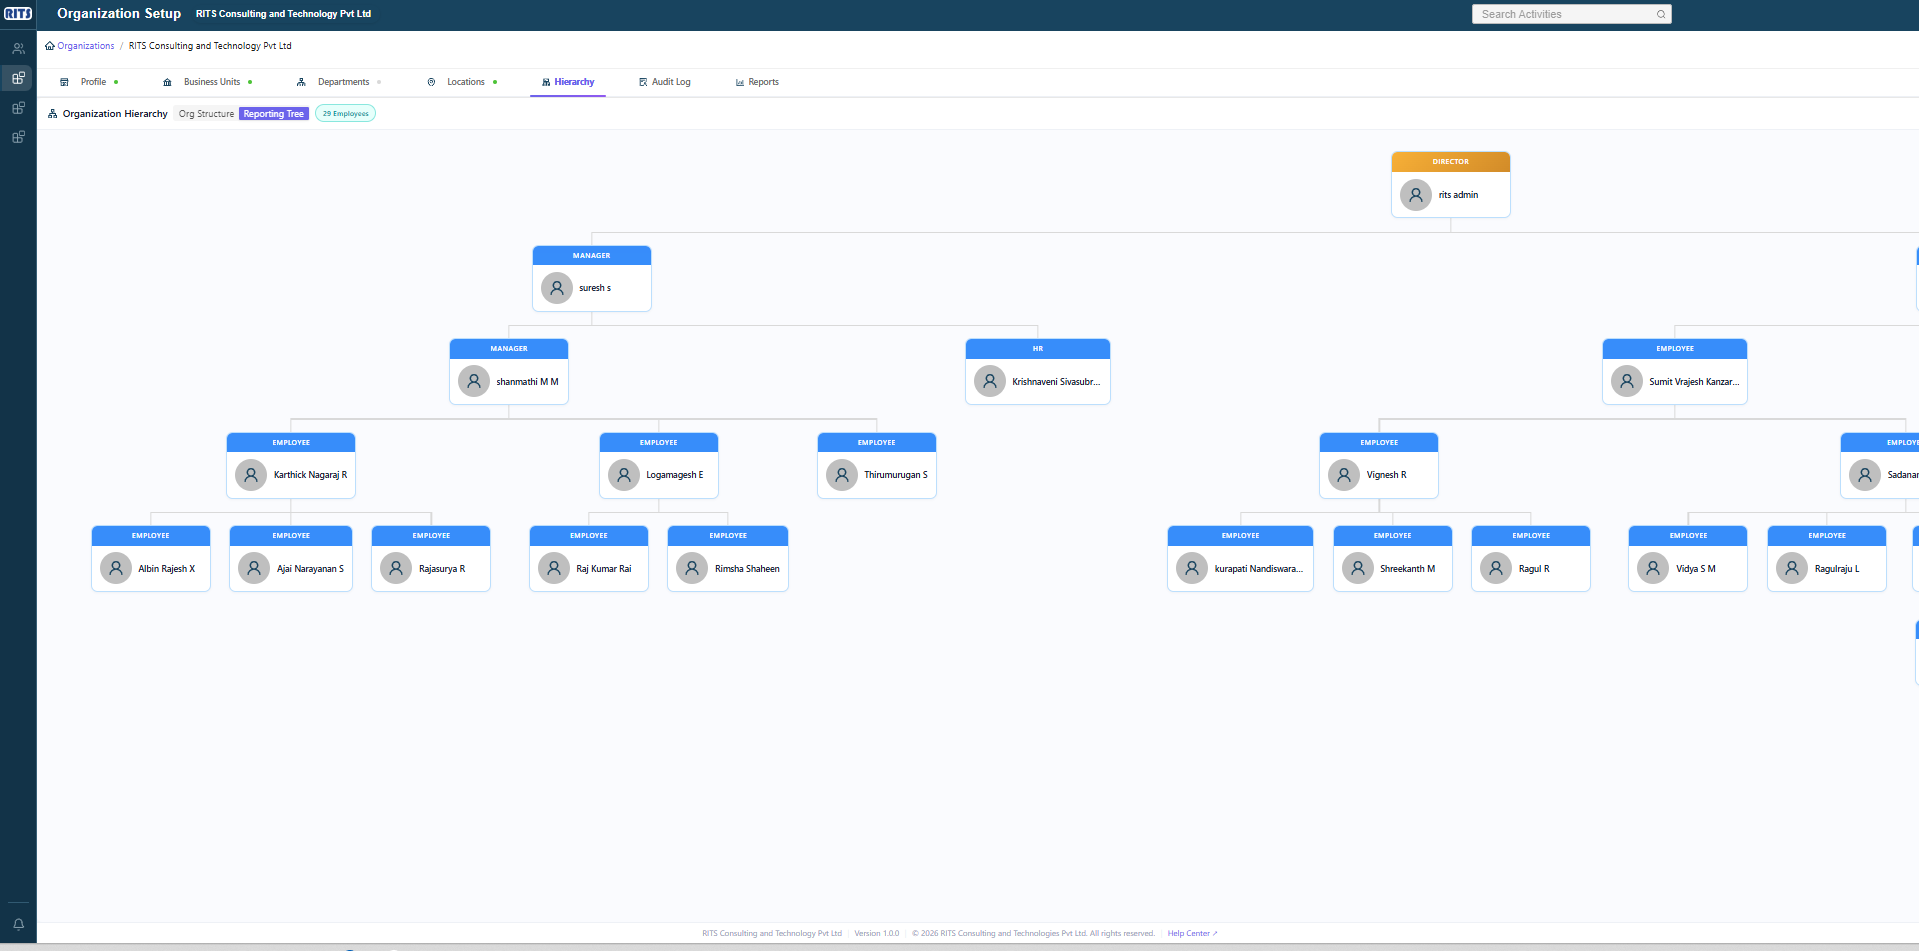 RITS
Organization Setup RITS Consulting and Technology Pvt Ltd
Search Activities
Organizations / RITS Consulting and Technology Pvt Ltd
Profile Business Units Departments Locations Hierarchy Audit Log Reports
Organization Hierarchy Org Structure Reporting Tree 29 Employees
DIRECTOR
rits admin
MANAGER
suresh s
MANAGER HR EMPLOYEE
shanmathi M M Krishnaveni Sivasubr... Sumit Vrajesh Kanzar...
EMPLOYEE EMPLOYEE EMPLOYEE EMPLOYEE EMPLOYE
Karthick Nagaraj R Logamagesh E Thirumurugan S Vignesh R Sadanan
EMPLOYEE EMPLOYEE EMPLOYEE EMPLOYEE EMPLOYEE EMPLOYEE EMPLOYEE EMPLOYEE EMPLOYEE EMPLOYEE
Albin Rajesh X Ajai Narayanan S Rajasurya R Raj Kumar Rai Rimsha Shaheen kurapati Nandiswara... Shreekanth M Ragul R Vidya S M Ragulraju L
RITS Consulting and Technology Pvt Ltd Version 1.0.0 © 2026 RITS Consulting and Technologies Pvt Ltd. All rights reserved. Help Center ↗